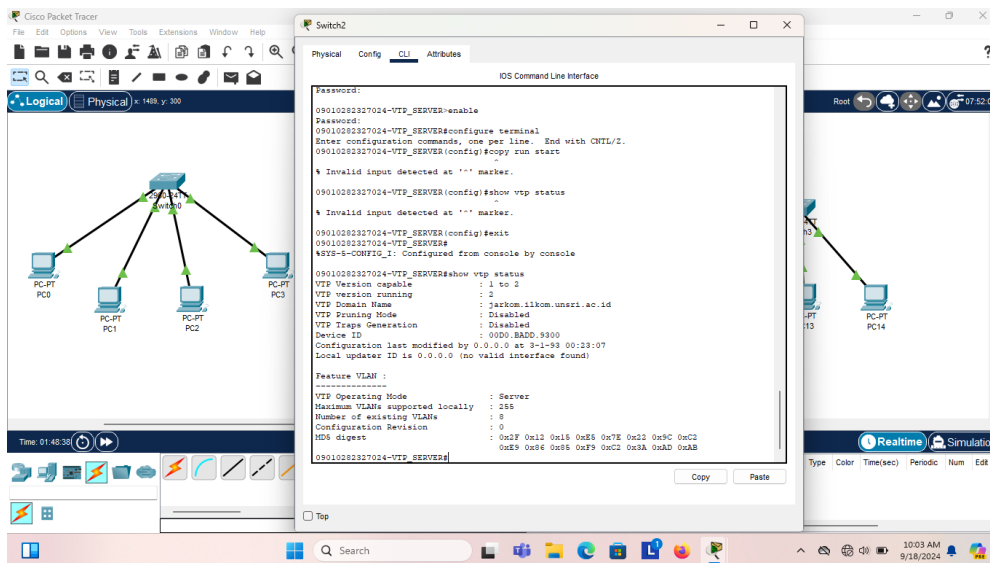 Cisco Packet Tracer
File Edit Options View Tools Extensions Window Help
Logical Physical x: 1489, y: 300
Root 07:52:0
2960-24TT
Switch0
PC-PT
PC0
PC-PT
PC1
PC-PT
PC2
PC-PT
PC3
PC-PT
PC14
Time: 01:48:38
Realtime Simulatio
Type Color Time(sec) Periodic Num Edit
Switch2
Physical Config CLI Attributes
IOS Command Line Interface
Password:
09010282327024-VTP_SERVER>enable
Password:
09010282327024-VTP_SERVER#configure terminal
Enter configuration commands, one per line. End with CNTL/Z.
09010282327024-VTP_SERVER(config)#copy run start
^
% Invalid input detected at '^' marker.
09010282327024-VTP_SERVER(config)#show vtp status
^
% Invalid input detected at '^' marker.
09010282327024-VTP_SERVER(config)#exit
09010282327024-VTP_SERVER#
%SYS-5-CONFIG_I: Configured from console by console
09010282327024-VTP_SERVER#show vtp status
VTP Version capable : 1 to 2
VTP version running : 2
VTP Domain Name : jarkom.ilkom.unsri.ac.id
VTP Pruning Mode : Disabled
VTP Traps Generation : Disabled
Device ID : 00D0.BADD.9300
Configuration last modified by 0.0.0.0 at 3-1-93 00:23:07
Local updater ID is 0.0.0.0 (no valid interface found)
Feature VLAN :
--------------
VTP Operating Mode : Server
Maximum VLANs supported locally : 255
Number of existing VLANs : 8
Configuration Revision : 0
MD5 digest : 0x2F 0x12 0x15 0xE5 0x7E 0x22 0x9C 0xC2
0xE9 0x86 0x85 0xF9 0xC2 0x3A 0xAD 0xAB
09010282327024-VTP_SERVER#
Copy Paste
Top
Search
10:03 AM
9/18/2024